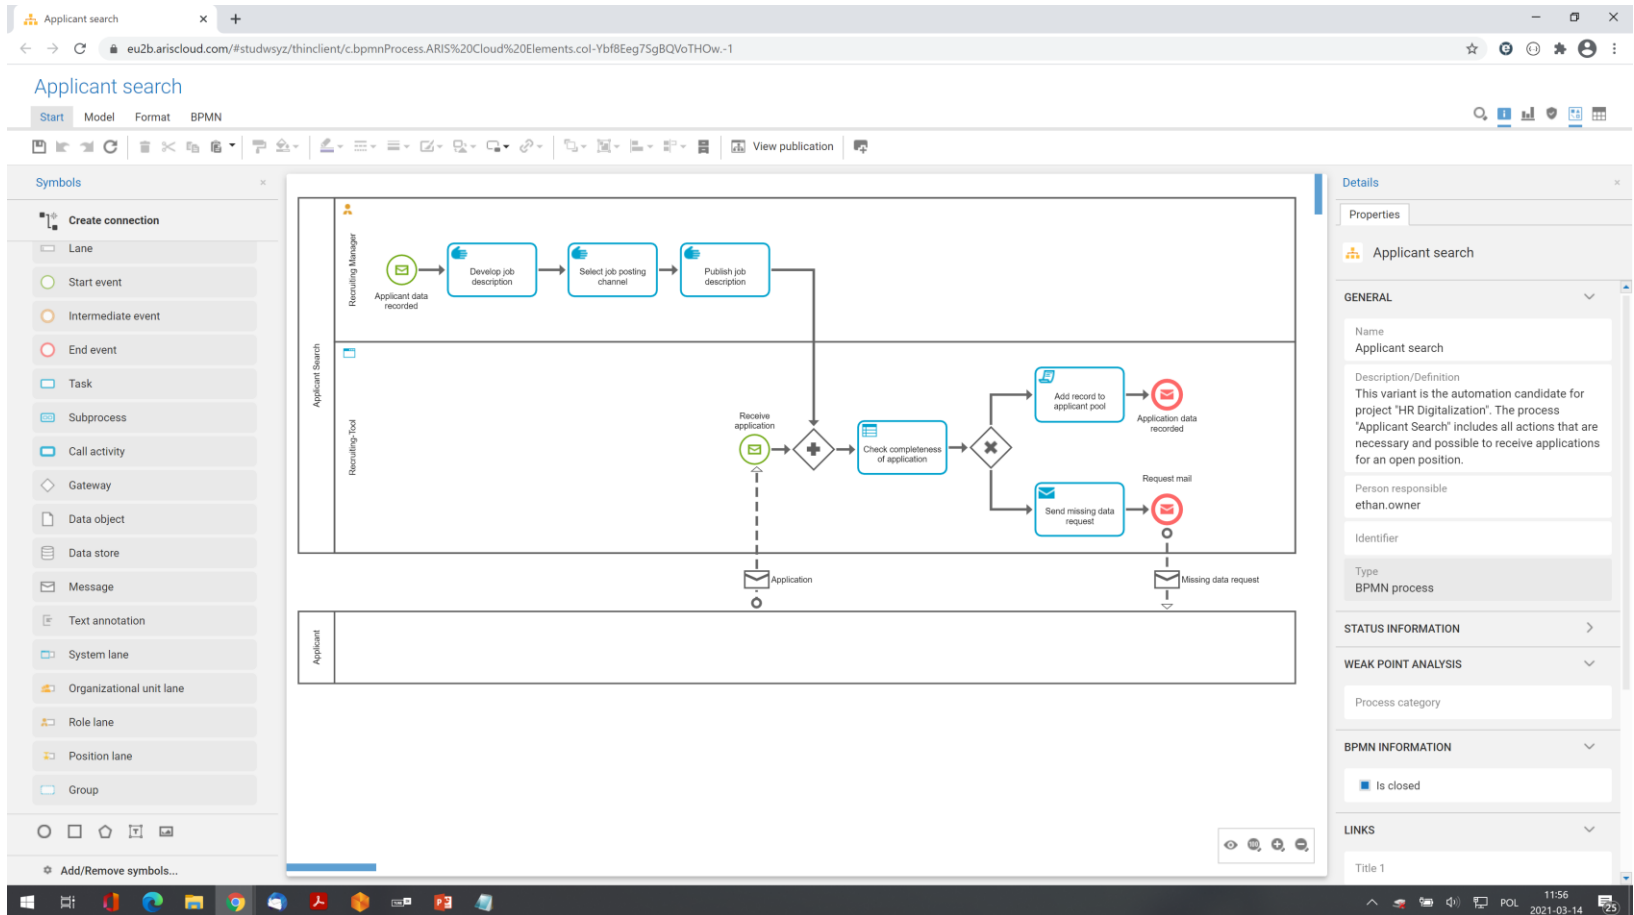 Applicant search
eu2b.ariscloud.com/#studwsyz/thinclient/c.bpmnProcess.ARIS%20Cloud%20Elements.coI-Ybf8Eeg7SgBQVoTHOw.-1
Applicant search
Start Model Format BPMN
View publication
Symbols
Create connection
Lane
Start event
Intermediate event
End event
Task
Subprocess
Call activity
Gateway
Data object
Data store
Message
Text annotation
System lane
Organizational unit lane
Role lane
Position lane
Group
Add/Remove symbols...
Applicant Search
Recruiting Manager
Applicant data
recorded
Develop job
description
Select job posting
channel
Publish job
description
Recruiting-Tool
Receive
application
Check completeness
of application
Add record to
applicant pool
Application data
recorded
Request mail
Send missing data
request
Application
Missing data request
Applicant
Details
Properties
Applicant search
GENERAL
Name
Applicant search
Description/Definition
This variant is the automation candidate for
project "HR Digitalization". The process
"Applicant Search" includes all actions that are
necessary and possible to receive applications
for an open position.
Person responsible
ethan.owner
Identifier
Type
BPMN process
STATUS INFORMATION
WEAK POINT ANALYSIS
Process category
BPMN INFORMATION
Is closed
LINKS
Title 1
POL
11:56
2021-03-14
25